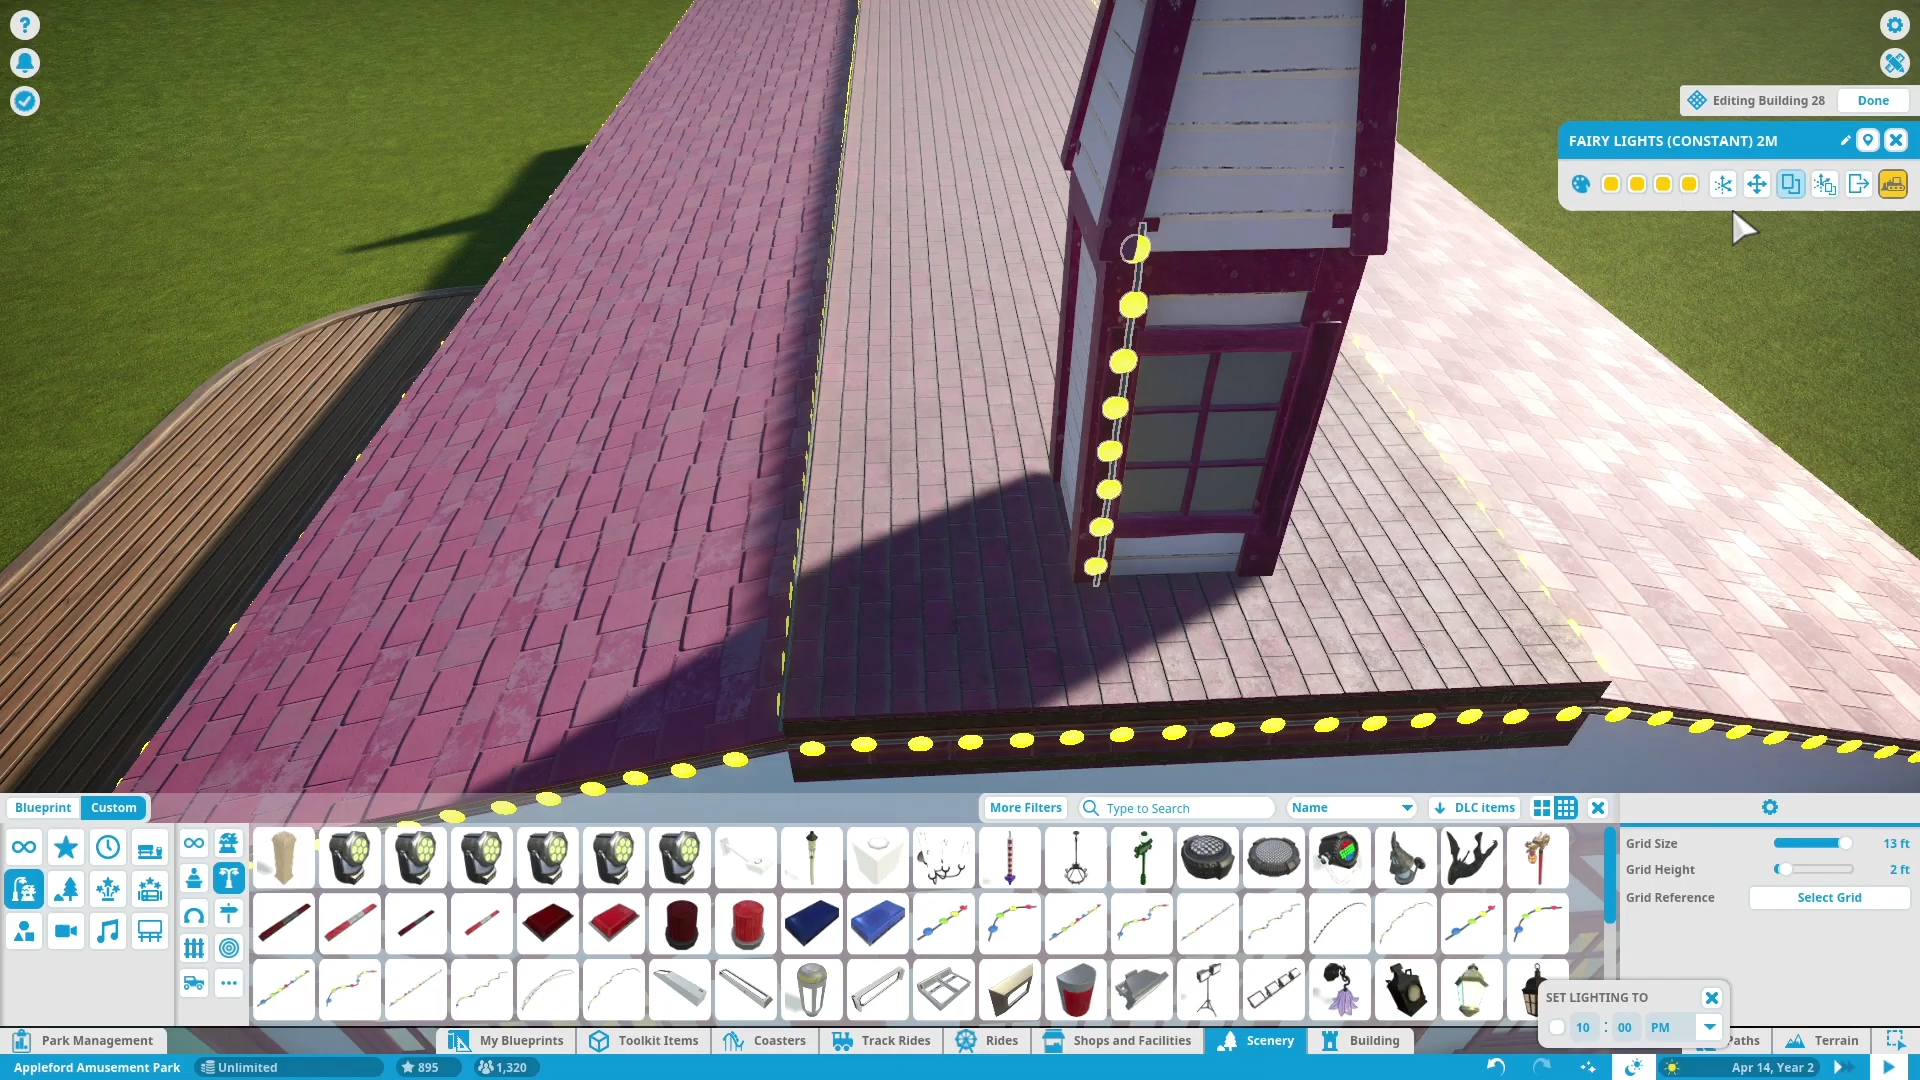 Editing Building 28
Done
FAIRY LIGHTS (CONSTANT) 2M
Blueprint
Custom
More Filters
Type to Search
Name
DLC items
Grid Size
13 ft
Grid Height
2 ft
Grid Reference
Select Grid
SET LIGHTING TO
10 : 00 PM
Park Management
My Blueprints
Toolkit Items
Coasters
Track Rides
Rides
Shops and Facilities
Scenery
Building
Paths
Terrain
Appleford Amusement Park
Unlimited
895
1,320
Apr 14, Year 2